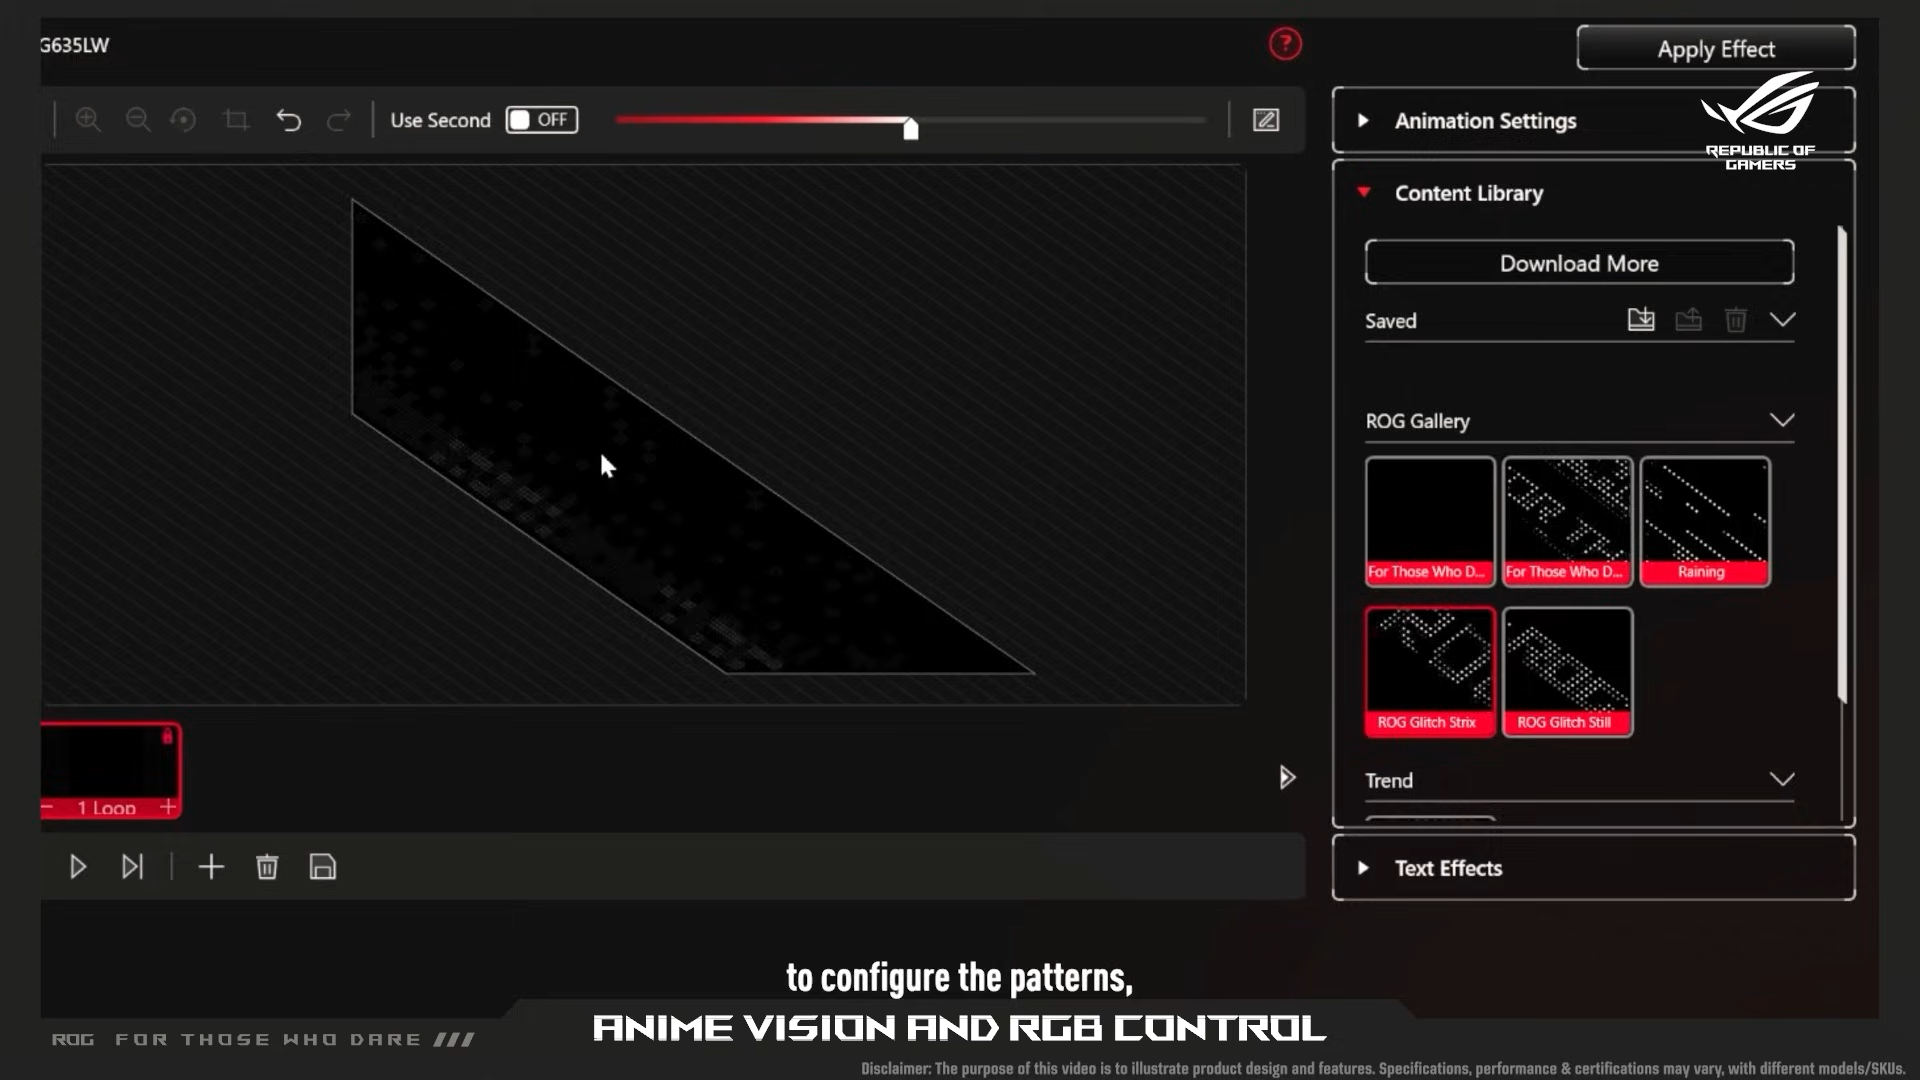 G635LW
Apply Effect
Use Second
OFF
Animation Settings
REPUBLIC OF
GAMERS
Content Library
Download More
Saved
ROG Gallery
For Those Who D...
For Those Who D...
Raining
ROG Glitch Strix
ROG Glitch Still
Trend
1 Loop
Text Effects
to configure the patterns,
ANIME VISION AND RGB CONTROL
ROG FOR THOSE WHO DARE ///
Disclaimer: The purpose of this video is to illustrate product design and features. Specifications, performance & certifications may vary, with different models/SKUs.